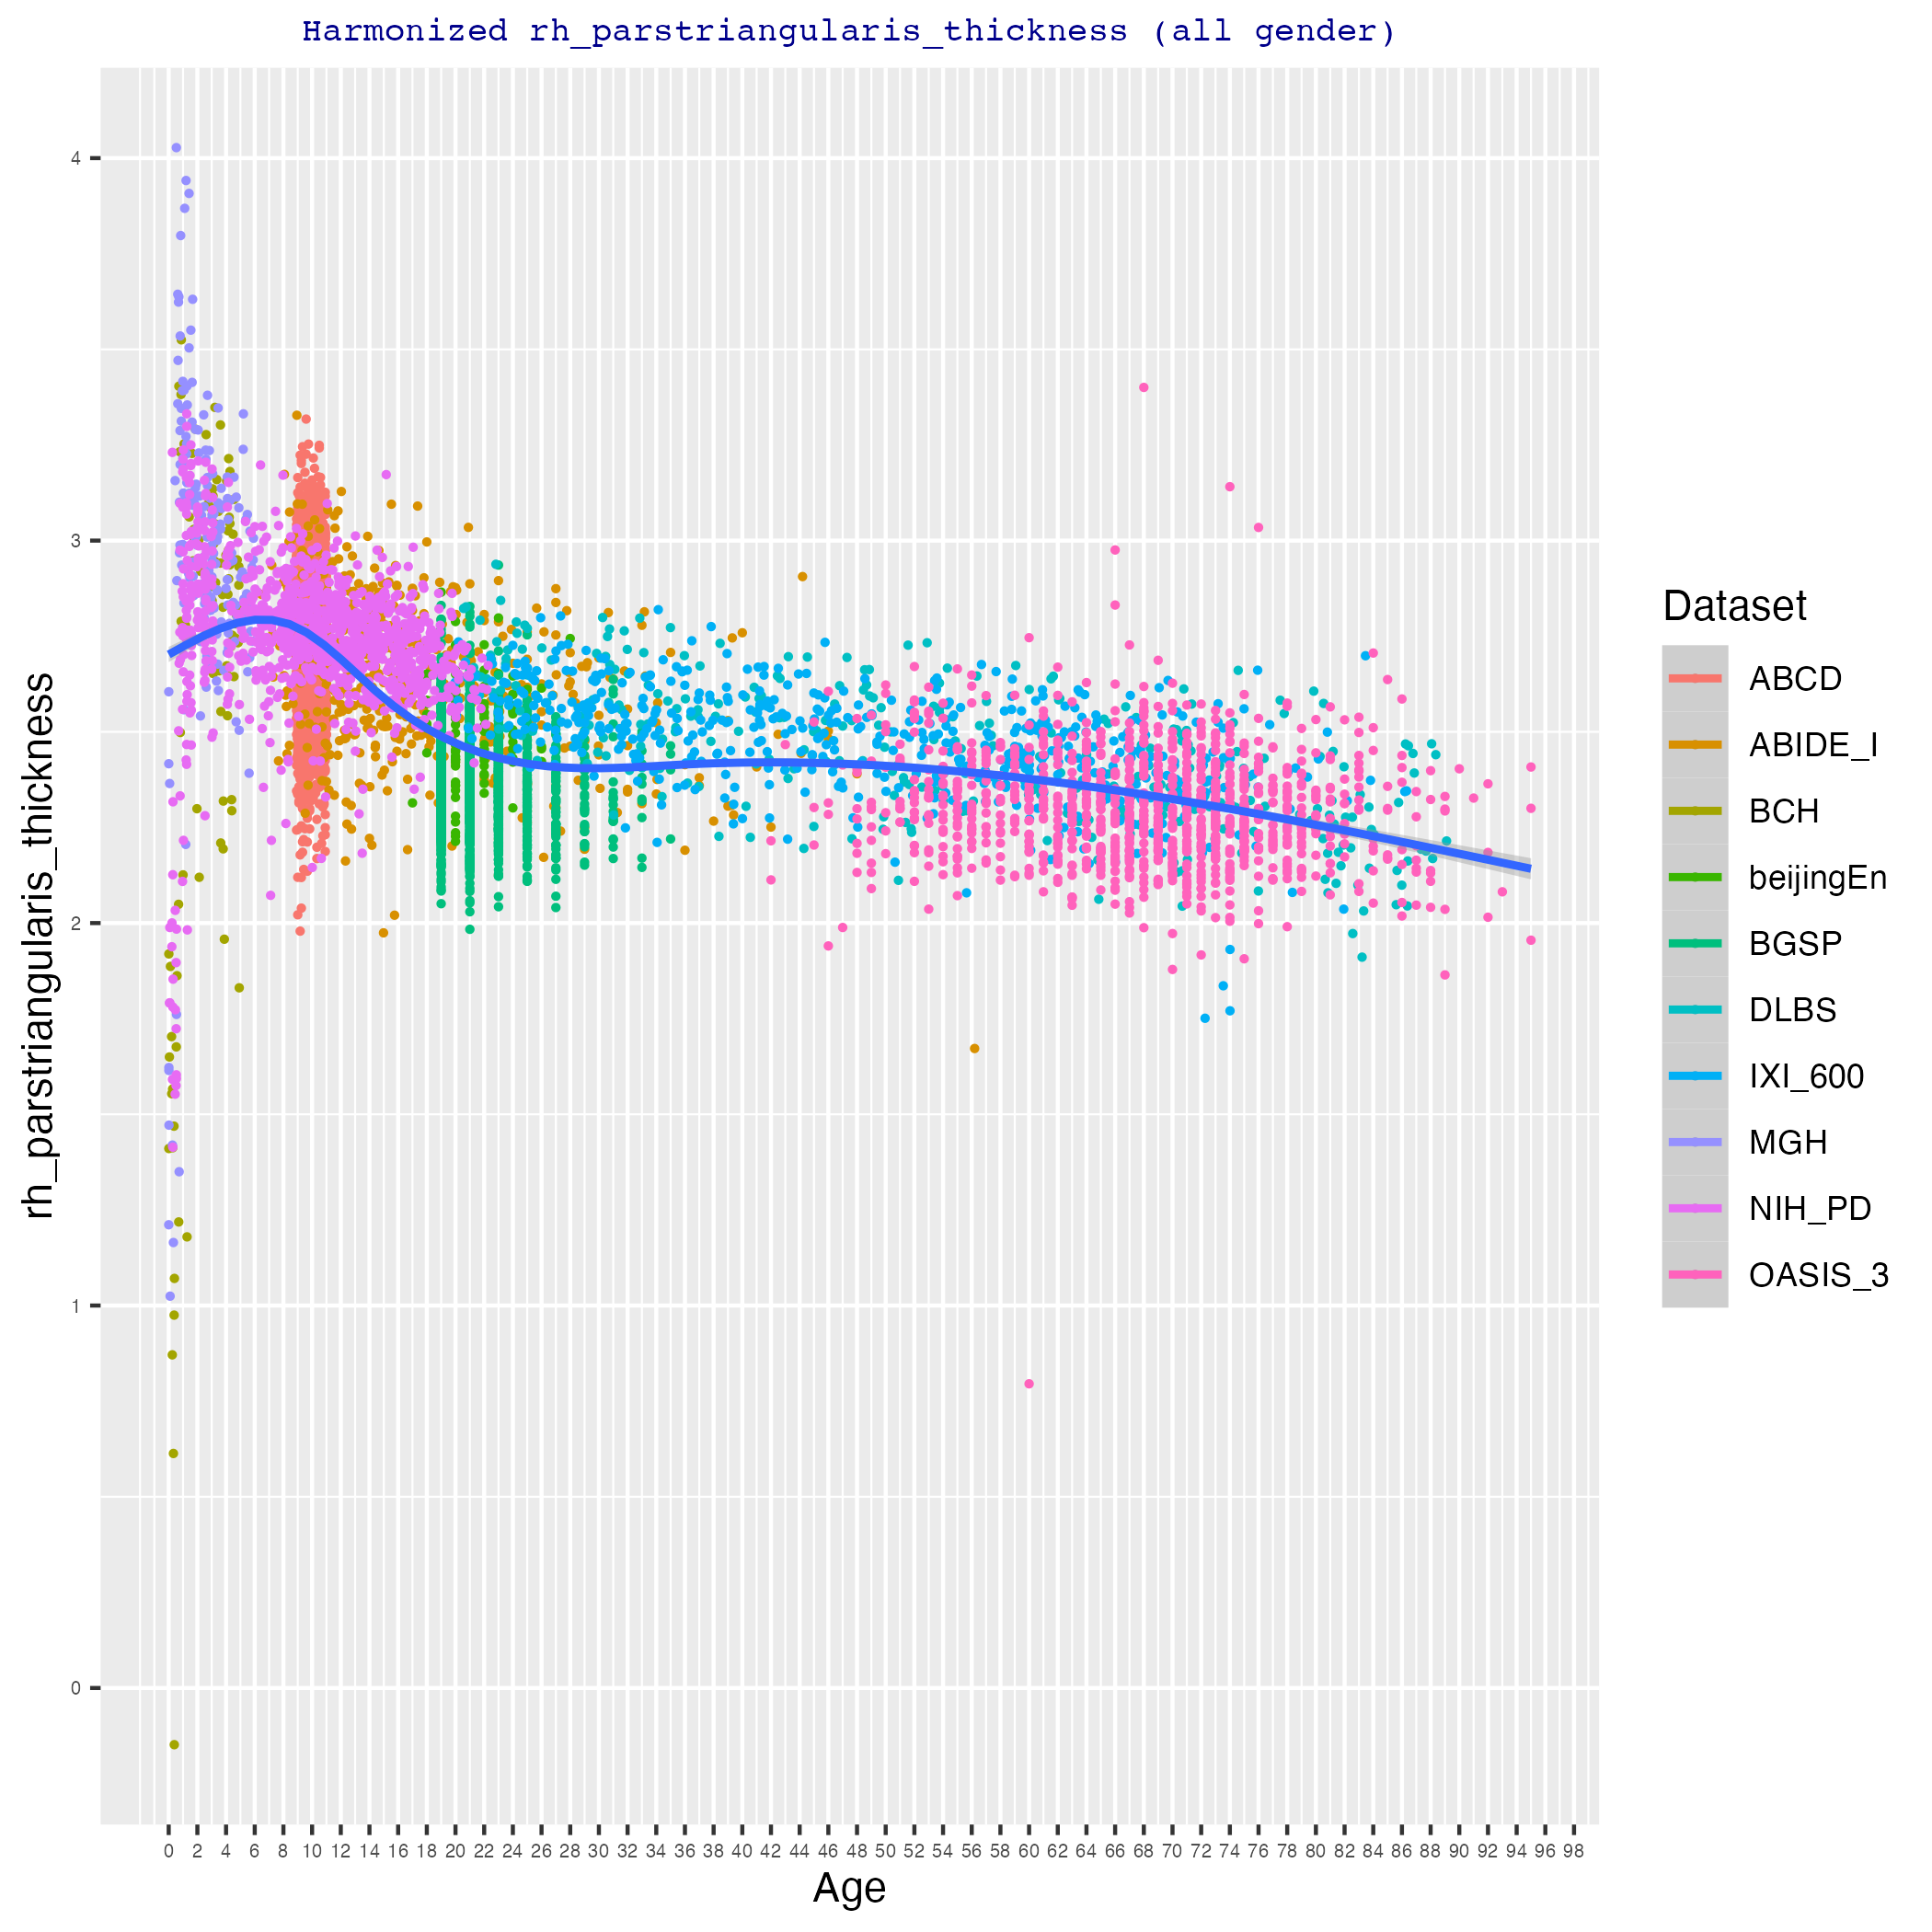 Harmonized rh_parstriangularis_thickness (all gender)
rh_parstriangularis_thickness
4
3
2
1
0
0 2 4 6 8 10 12 14 16 18 20 22 24 26 28 30 32 34 36 38 40 42 44 46 48 50 52 54 56 58 60 62 64 66 68 70 72 74 76 78 80 82 84 86 88 90 92 94 96 98
Age
Dataset
ABCD
ABIDE_I
BCH
beijingEn
BGSP
DLBS
IXI_600
MGH
NIH_PD
OASIS_3